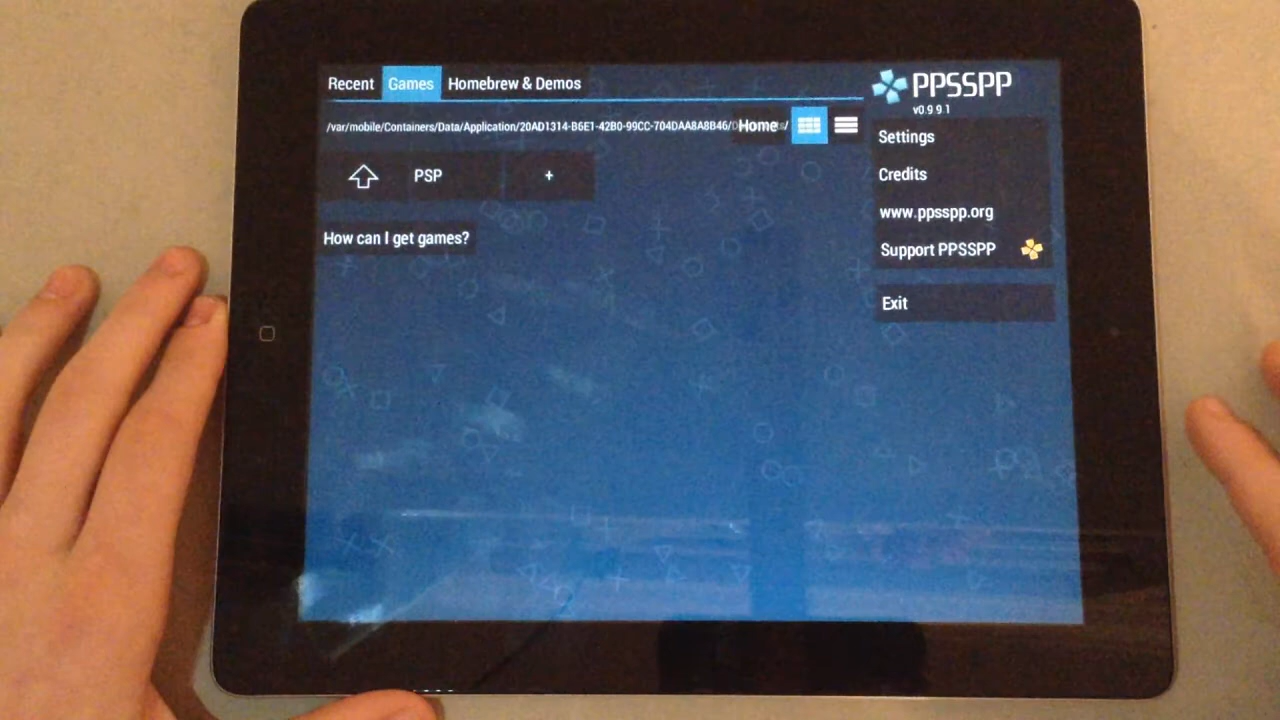 Recent Games Homebrew & Demos
PPSSPP
v0.9.9.1
/var/mobile/Containers/Data/Application/20AD1314-B6E1-42B0-99CC-704DAA8A8B46/
Home
Settings
PSP +
Credits
www.ppsspp.org
How can I get games?
Support PPSSPP
Exit